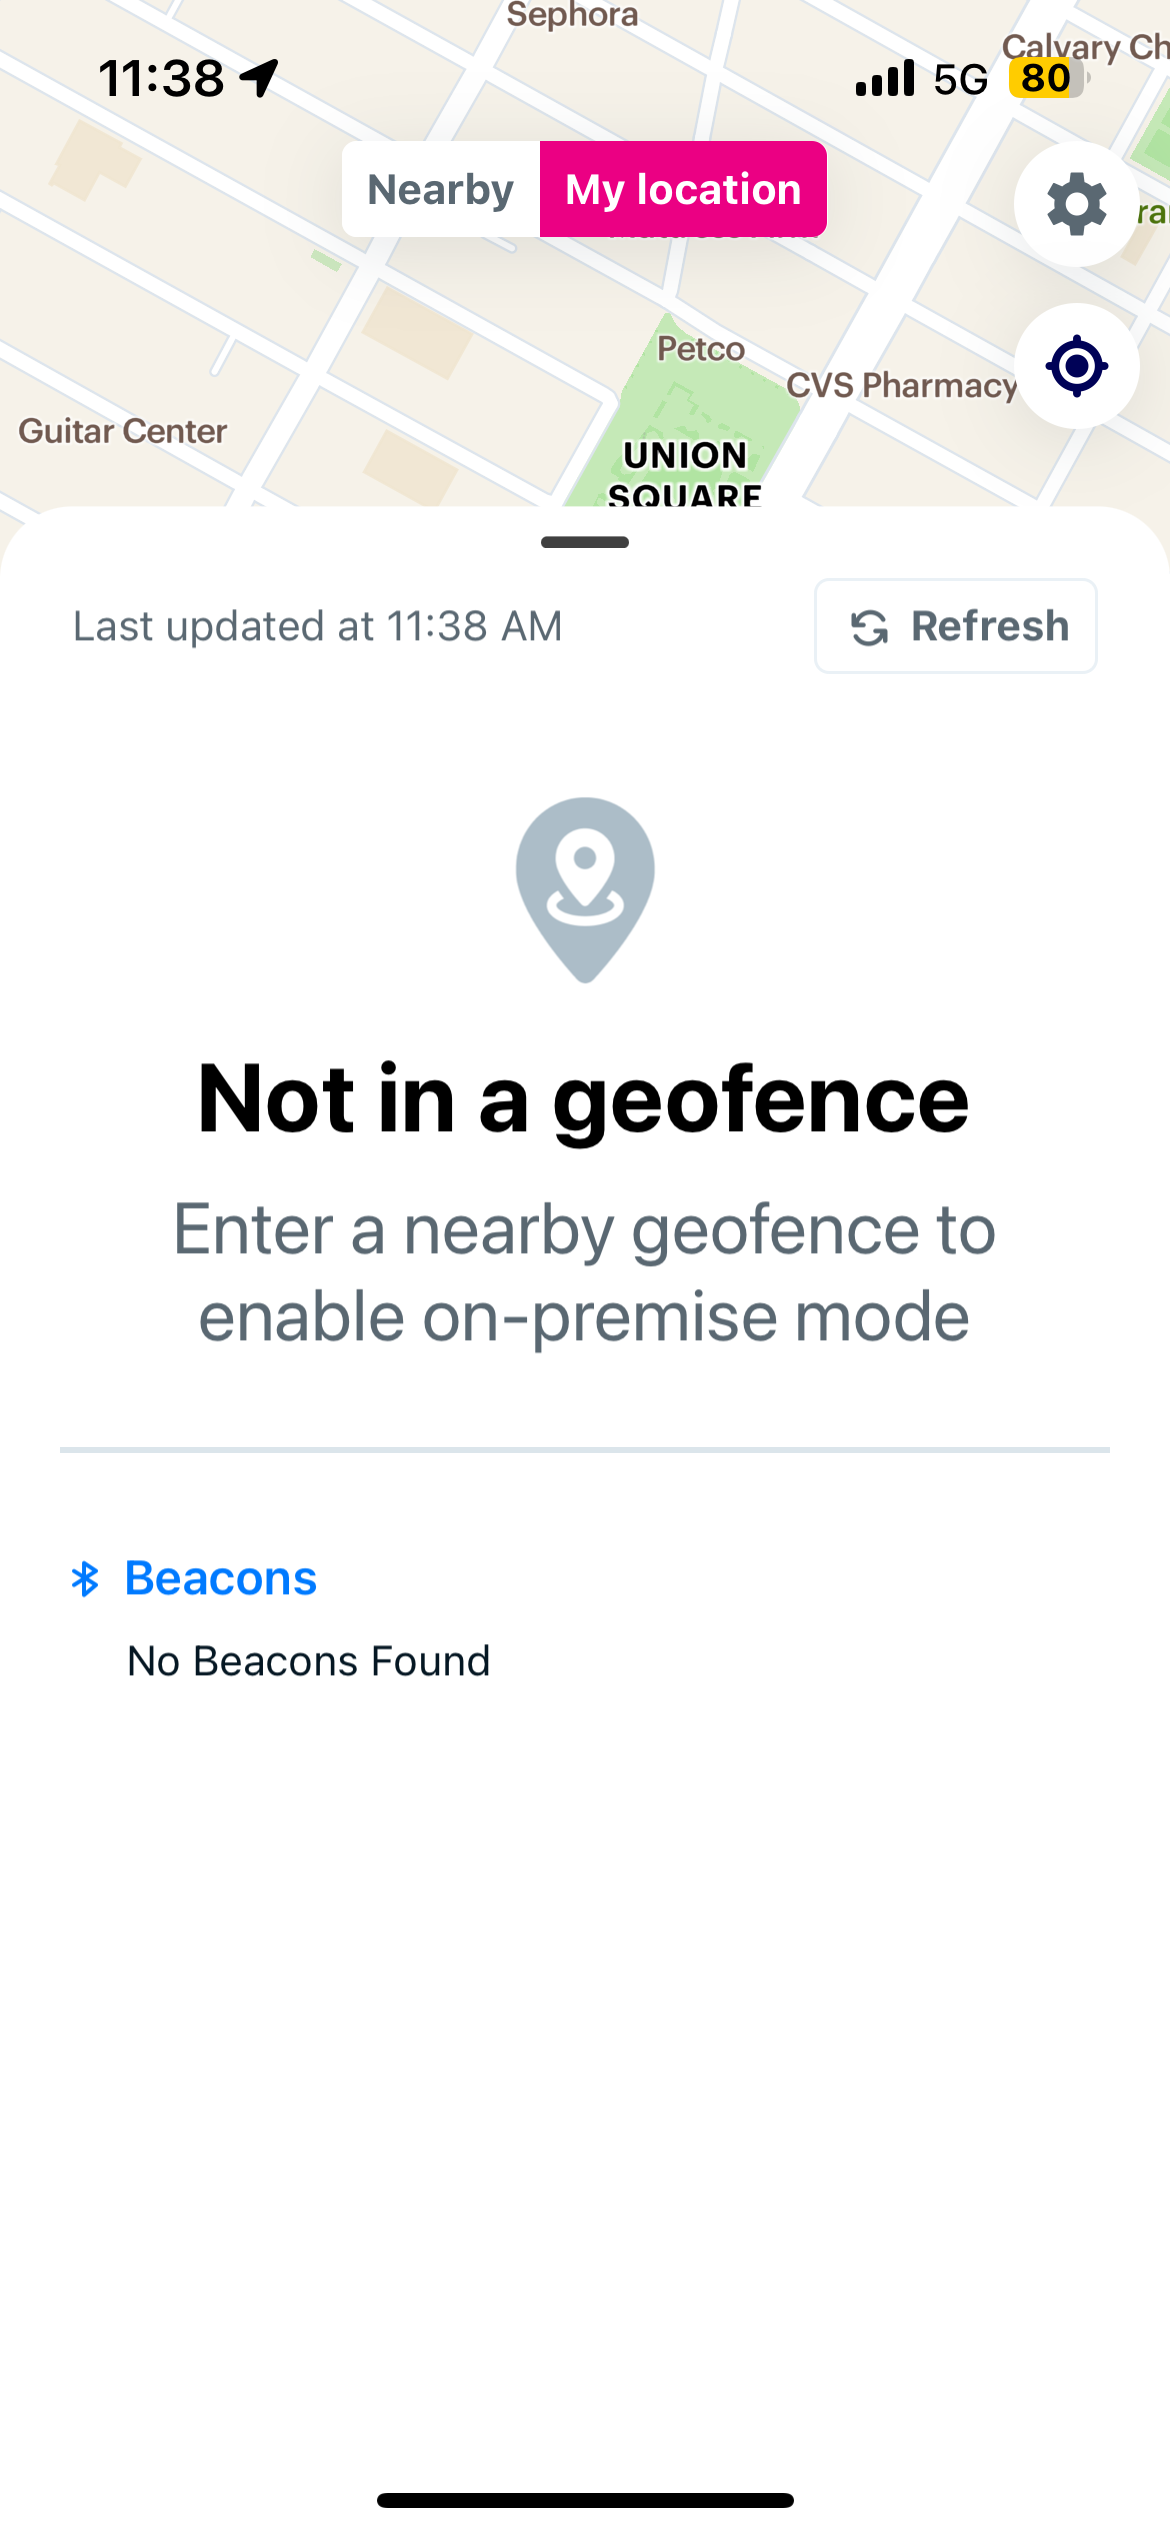 Sephora
Calvary Ch
11:38
5G
80
Nearby
My location
Petco
CVS Pharmacy
Guitar Center
UNION
SQUARE
Last updated at 11:38 AM
Refresh
Not in a geofence
Enter a nearby geofence to
enable on-premise mode
Beacons
No Beacons Found